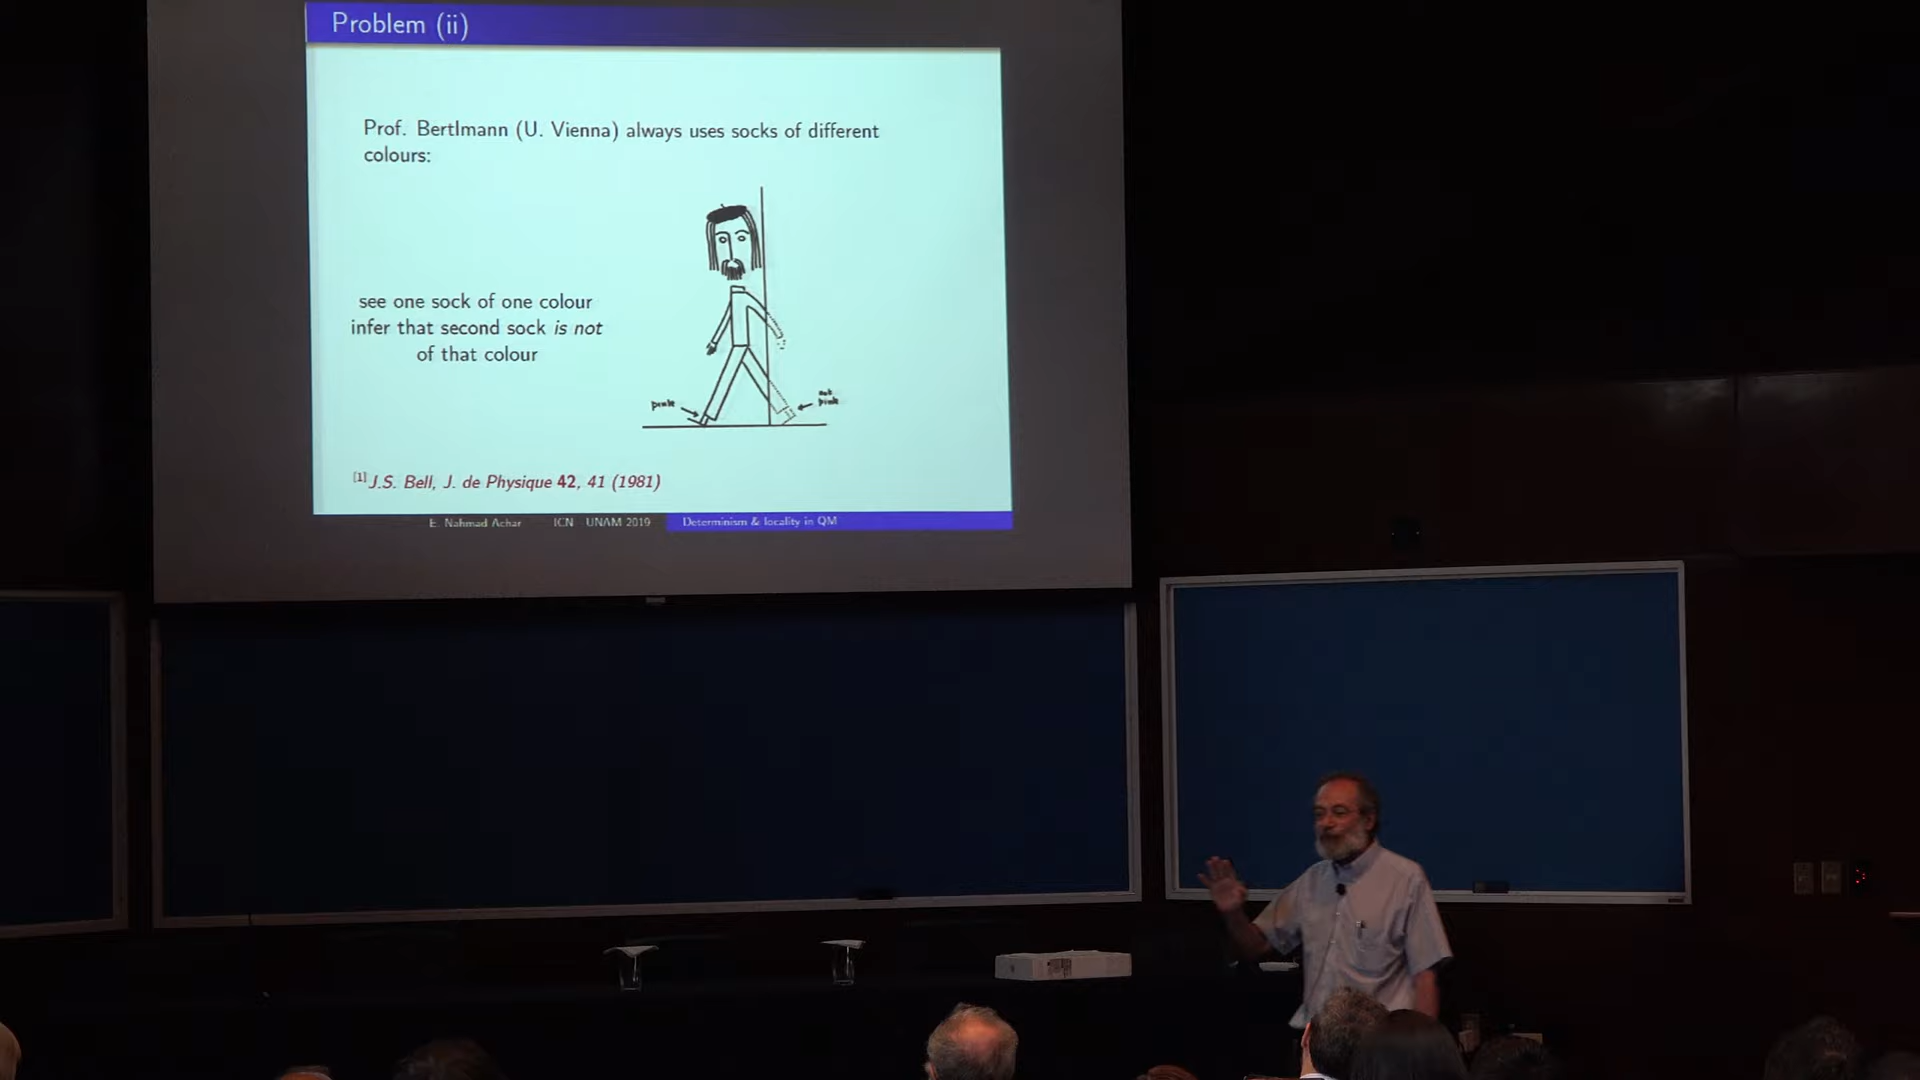 Problem (ii)
Prof. Bertlmann (U. Vienna) always uses socks of different
colours:
see one sock of one colour
infer that second sock is not
of that colour
pink
not
pink
[1] J.S. Bell, J. de Physique 42, 41 (1981)
E. Nahmad Achar ICN UNAM 2019 Determinism & locality in QM